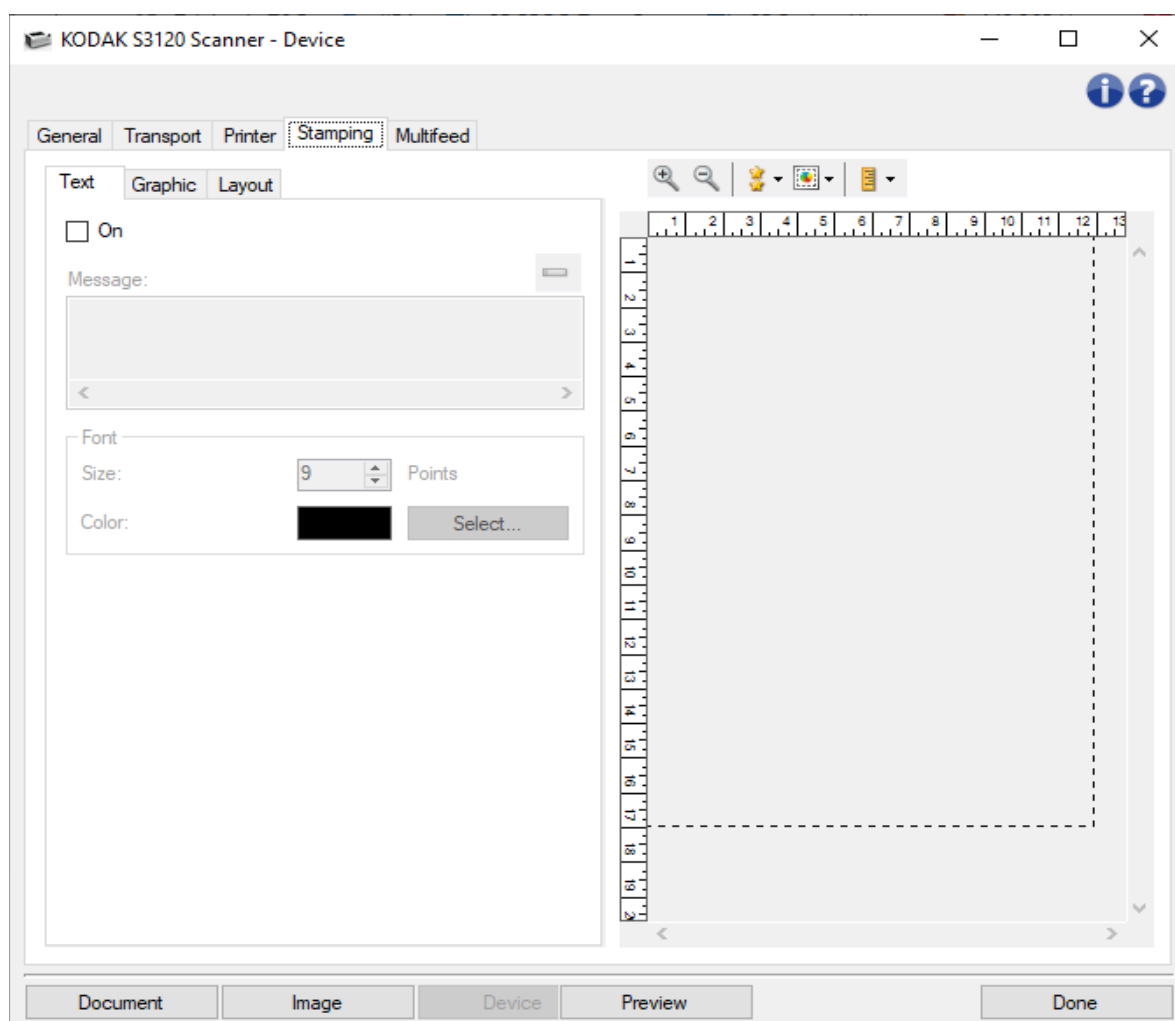 KODAK S3120 Scanner - Device
General Transport Printer Stamping Multifeed
Text Graphic Layout
On
Message:
Font
Size: 9 Points
Color: Select...
1 2 3 4 5 6 7 8 9 10 11 12 13
1
2
3
4
5
6
7
8
9
10
11
12
13
14
15
16
17
18
19
Document Image Device Preview Done